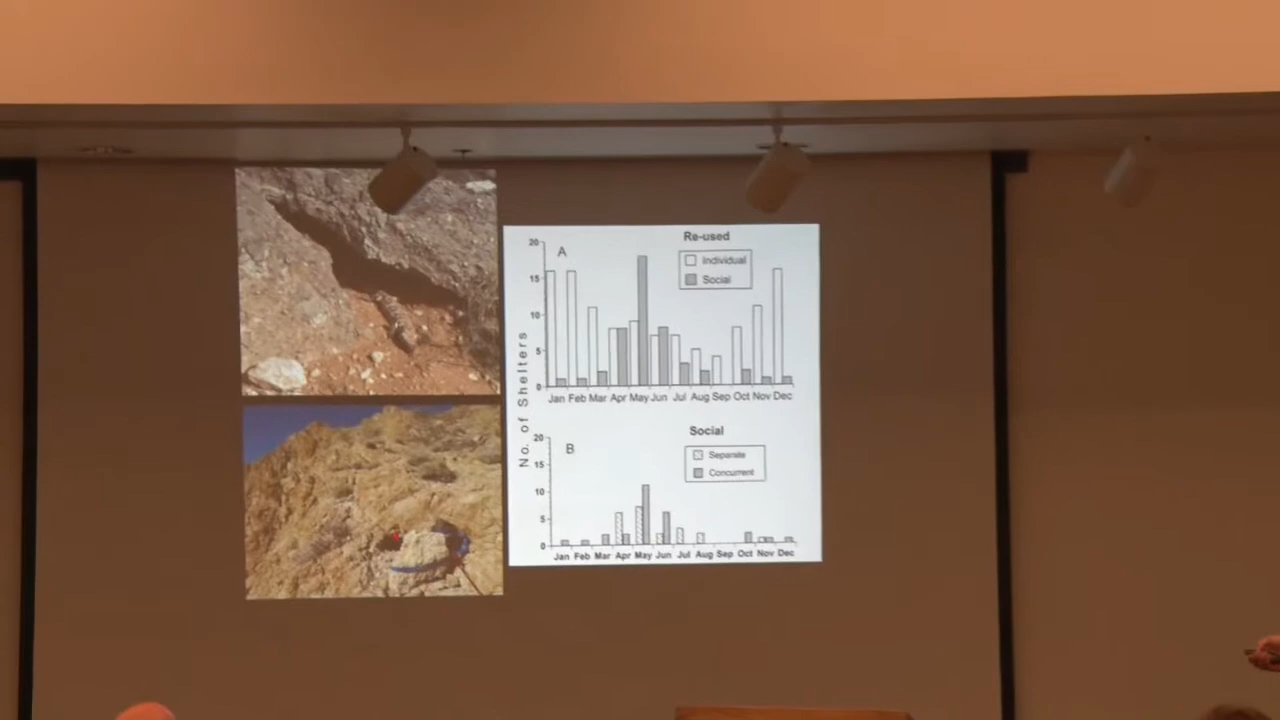 Re-used
A
Individual
Social
20
15
10
5
0
Jan Feb Mar Apr May Jun Jul Aug Sep Oct Nov Dec
No. of Shelters
Social
B
Separate
Concurrent
20
15
10
5
0
Jan Feb Mar Apr May Jun Jul Aug Sep Oct Nov Dec